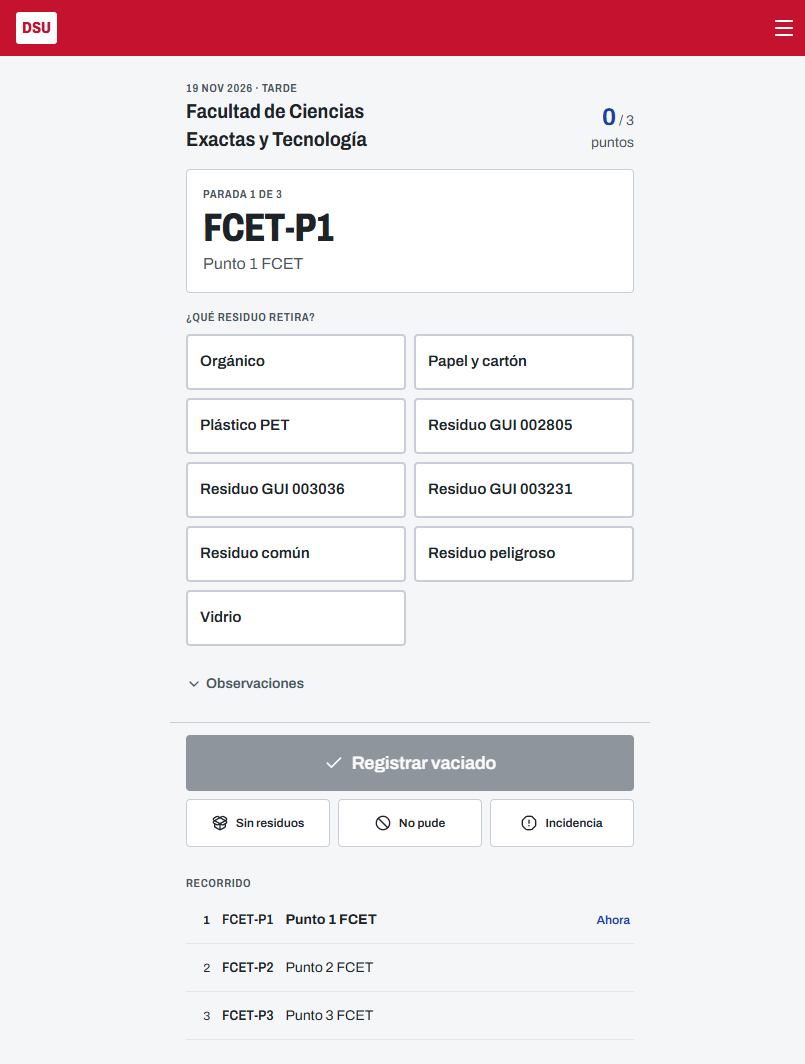 DSU
19 NOV 2026 · TARDE
Facultad de Ciencias
Exactas y Tecnología
0 / 3
puntos
PARADA 1 DE 3
FCET-P1
Punto 1 FCET
¿QUÉ RESIDUO RETIRA?
Orgánico
Papel y cartón
Plástico PET
Residuo GUI 002805
Residuo GUI 003036
Residuo GUI 003231
Residuo común
Residuo peligroso
Vidrio
Observaciones
Registrar vaciado
Sin residuos
No pude
Incidencia
RECORRIDO
1 FCET-P1 Punto 1 FCET Ahora
2 FCET-P2 Punto 2 FCET
3 FCET-P3 Punto 3 FCET